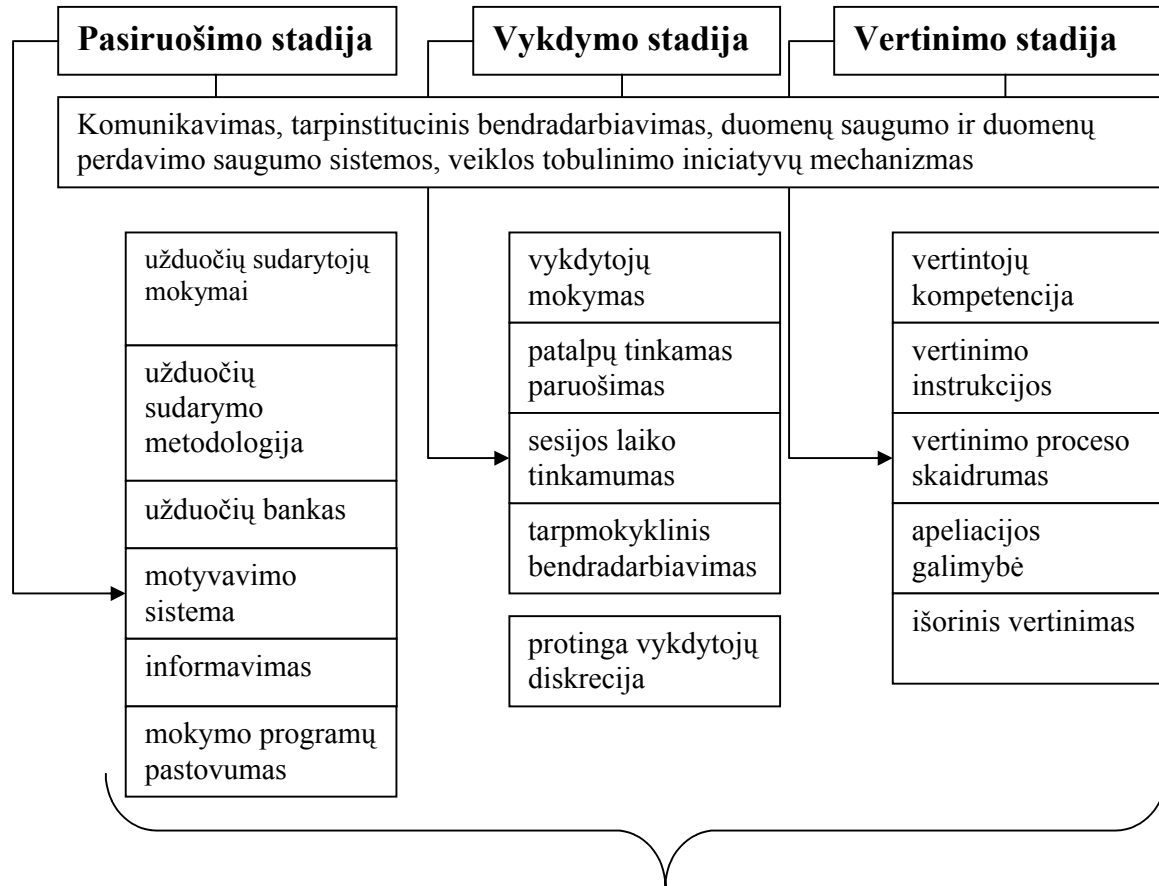 Pasiruošimo stadija
Vykdymo stadija
Vertinimo stadija
Komunikavimas, tarpinstitucinis bendradarbiavimas, duomenų saugumo ir duomenų
perdavimo saugumo sistemos, veiklos tobulinimo iniciatyvų mechanizmas
užduočių sudarytojų
mokymai
užduočių
sudarymo
metodologija
užduočių bankas
motyvavimo
sistema
informavimas
mokymo programų
pastovumas
vykdytojų
mokymas
patalpų tinkamas
paruošimas
sesijos laiko
tinkamumas
tarpmokyklinis
bendradarbiavimas
protinga vykdytojų
diskrecija
vertintojų
kompetencija
vertinimo
instrukcijos
vertinimo proceso
skaidrumas
apeliacijos
galimybė
išorinis vertinimas